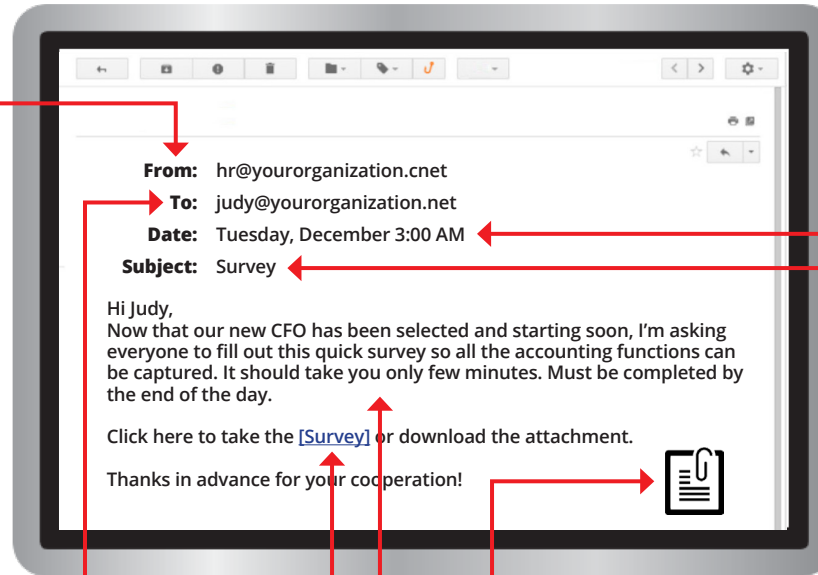 From: hr@yourorganization.cnet
To: judy@yourorganization.net
Date: Tuesday, December 3:00 AM
Subject: Survey
Hi Judy,
Now that our new CFO has been selected and starting soon, I’m asking
everyone to fill out this quick survey so all the accounting functions can
be captured. It should take you only few minutes. Must be completed by
the end of the day.
Click here to take the [Survey] or download the attachment.
Thanks in advance for your cooperation!